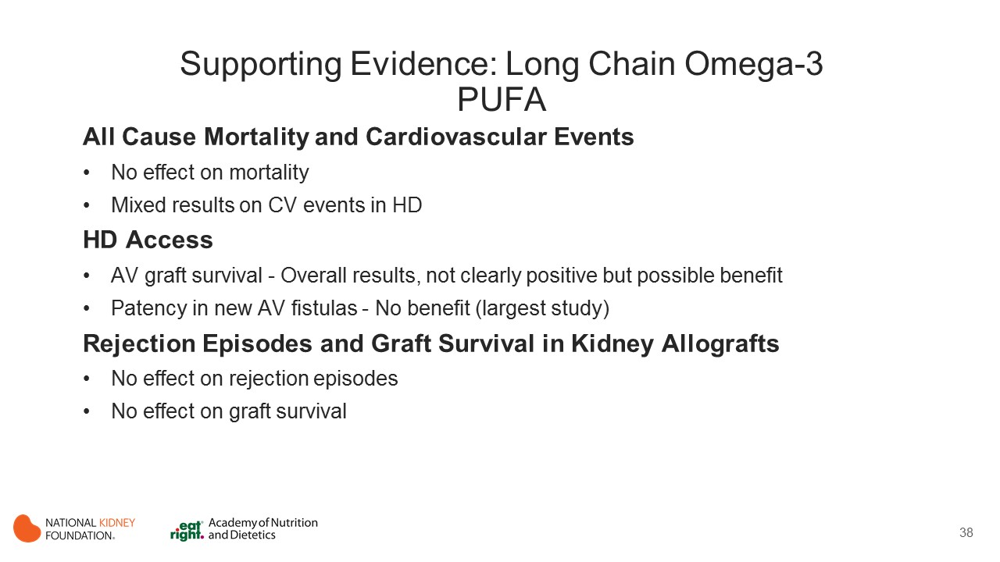 Supporting Evidence: Long Chain Omega-3
PUFA
All Cause Mortality and Cardiovascular Events
• No effect on mortality
• Mixed results on CV events in HD
HD Access
• AV graft survival - Overall results, not clearly positive but possible benefit
• Patency in new AV fistulas - No benefit (largest study)
Rejection Episodes and Graft Survival in Kidney Allografts
• No effect on rejection episodes
• No effect on graft survival
NATIONAL KIDNEY
FOUNDATION®
eat
right.
Academy of Nutrition
and Dietetics
38